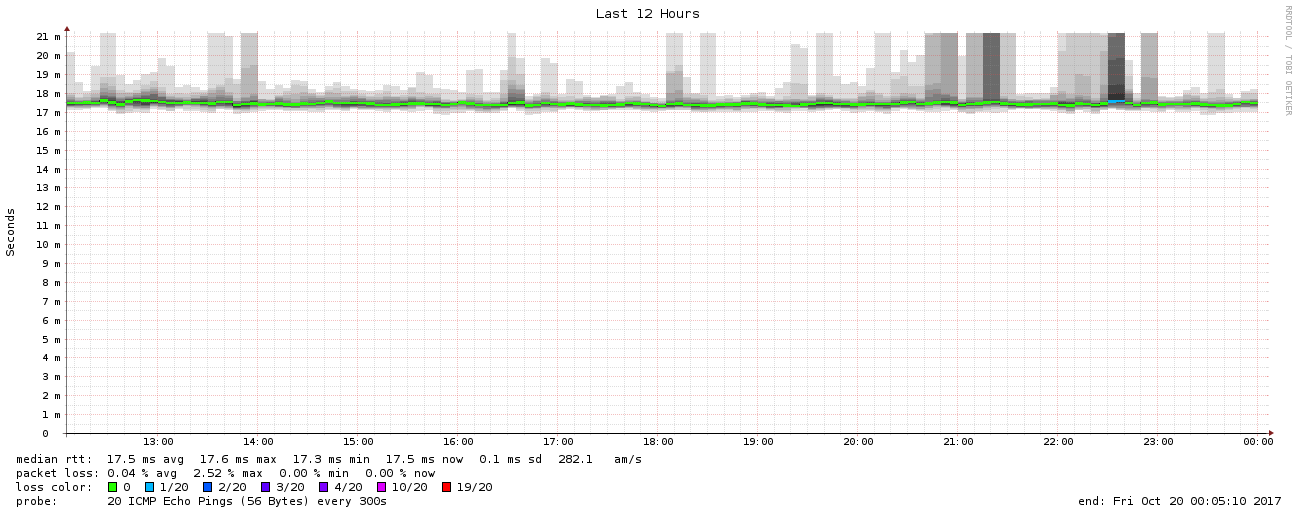 Last 12 Hours
RRDTOOL / TOBI OETIKER
Seconds
21 m
20 m
19 m
18 m
17 m
16 m
15 m
14 m
13 m
12 m
11 m
10 m
9 m
8 m
7 m
6 m
5 m
4 m
3 m
2 m
1 m
0
13:00 14:00 15:00 16:00 17:00 18:00 19:00 20:00 21:00 22:00 23:00 00:00
median rtt: 17.5 ms avg 17.6 ms max 17.3 ms min 17.5 ms now 0.1 ms sd 282.1 am/s
packet loss: 0.04 % avg 2.52 % max 0.00 % min 0.00 % now
loss color: 0 1/20 2/20 3/20 4/20 10/20 19/20
probe: 20 ICMP Echo Pings (56 Bytes) every 300s end: Fri Oct 20 00:05:10 2017